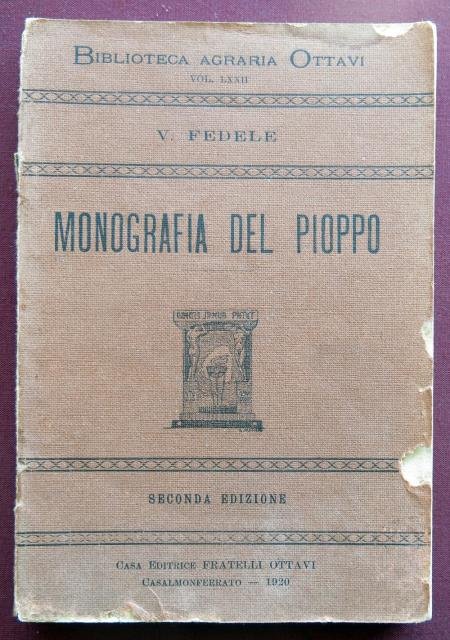 BIBLIOTECA AGRARIA OTTAVI
VOL. LXXII
V. FEDELE
MONOGRAFIA DEL PIOPPO
SECONDA EDIZIONE
CASA EDITRICE FRATELLI OTTAVI
CASALMONFERRATO — 1920